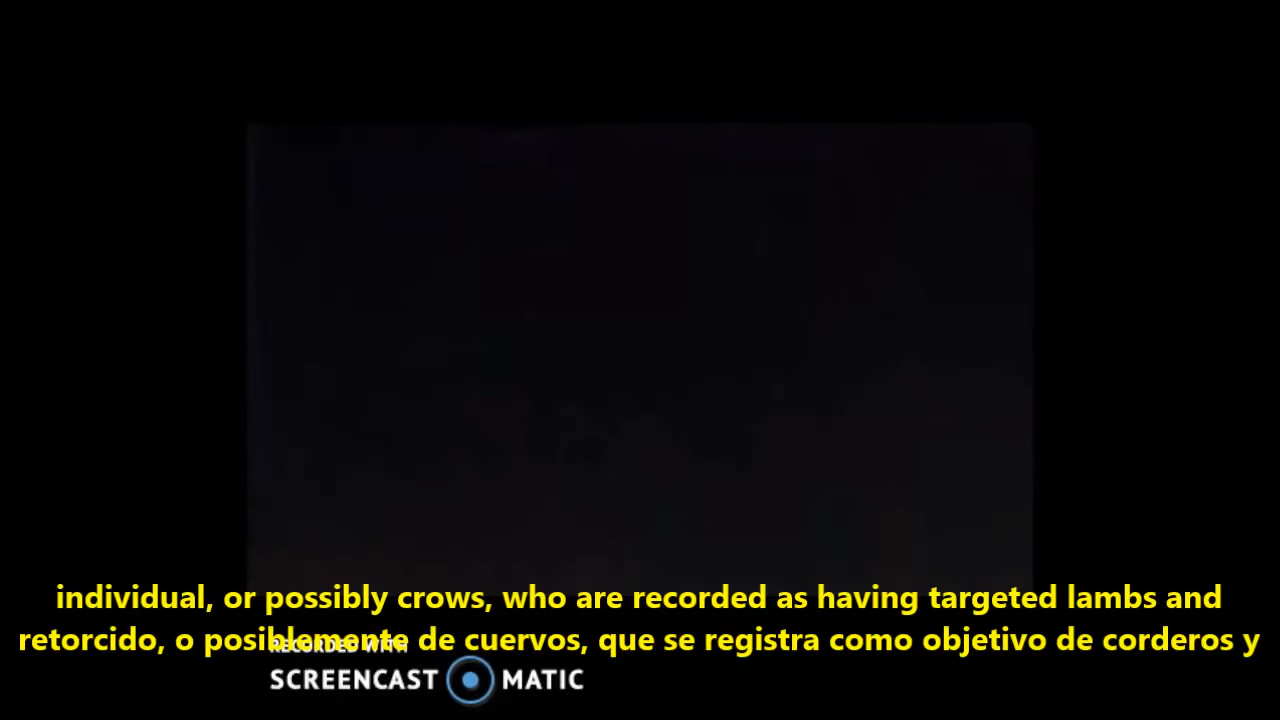 individual, or possibly crows, who are recorded as having targeted lambs and
retorcido, o posiblemente de cuervos, que se registra como objetivo de corderos y
RECORDED WITH
SCREENCAST MATIC